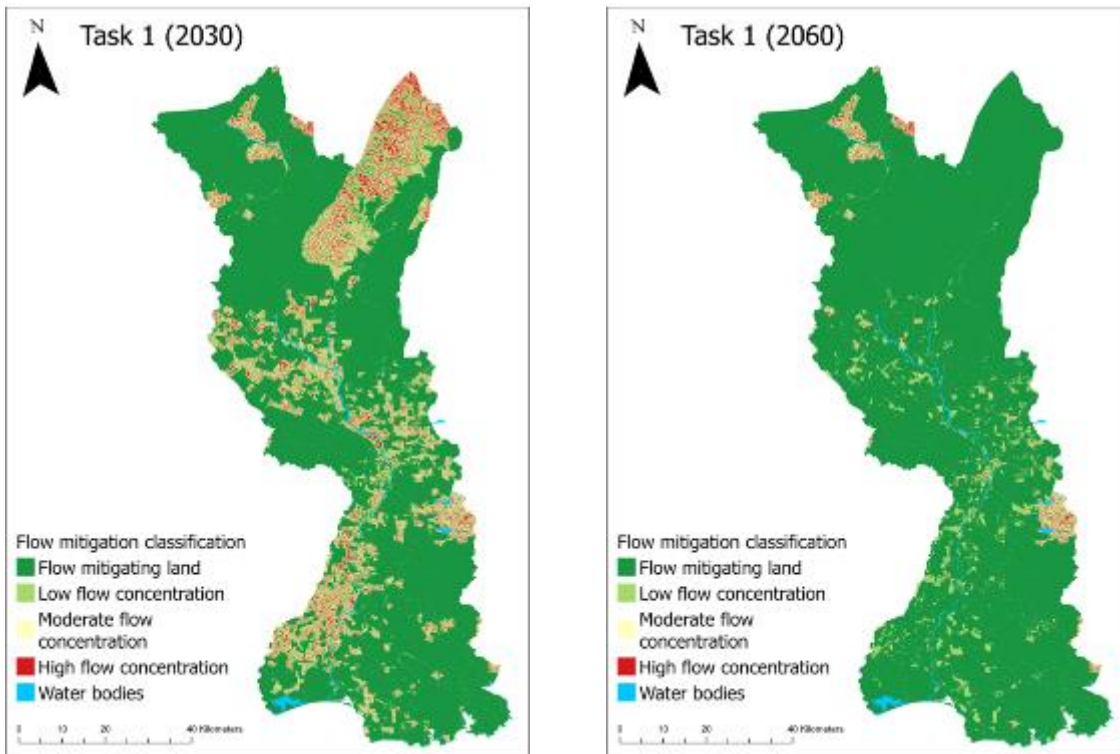 N
Task 1 (2030)
Flow mitigation classification
Flow mitigating land
Low flow concentration
Moderate flow
concentration
High flow concentration
Water bodies
0 10 20 40 Kilometers
N
Task 1 (2060)
Flow mitigation classification
Flow mitigating land
Low flow concentration
Moderate flow
concentration
High flow concentration
Water bodies
0 10 20 40 Kilometers